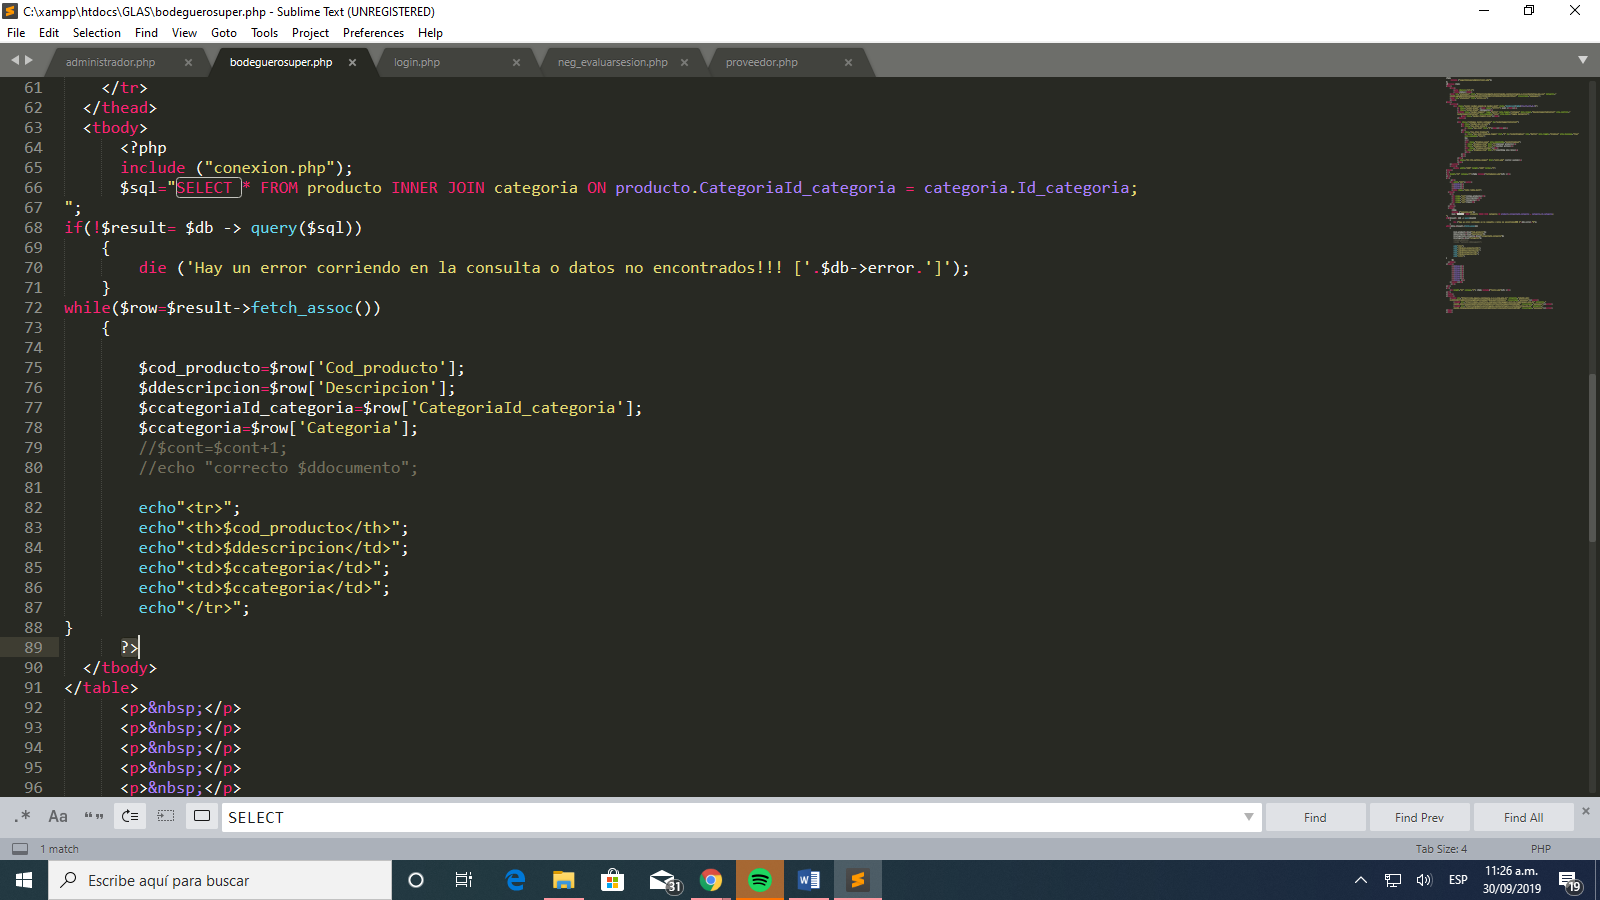 C:\xampp\htdocs\GLAS\bodeguerosuper.php - Sublime Text (UNREGISTERED)
File Edit Selection Find View Goto Tools Project Preferences Help
administrador.php × bodeguerosuper.php × login.php × neg_evaluarsesion.php × proveedor.php ×
61 </tr>
62 </thead>
63 <tbody>
64 <?php
65 include ("conexion.php");
66 $sql="SELECT * FROM producto INNER JOIN categoria ON producto.CategoriaId_categoria = categoria.Id_categoria;
67 ";
68 if(!$result= $db -> query($sql))
69 {
70 die ('Hay un error corriendo en la consulta o datos no encontrados!!! ['.$db->error.']');
71 }
72 while($row=$result->fetch_assoc())
73 {
74
75 $cod_producto=$row['Cod_producto'];
76 $ddescripcion=$row['Descripcion'];
77 $ccategoriaId_categoria=$row['CategoriaId_categoria'];
78 $ccategoria=$row['Categoria'];
79 //$cont=$cont+1;
80 //echo "correcto $ddocumento";
81
82 echo"<tr>";
83 echo"<th>$cod_producto</th>";
84 echo"<td>$ddescripcion</td>";
85 echo"<td>$ccategoria</td>";
86 echo"<td>$ccategoria</td>";
87 echo"</tr>";
88 }
89 ?>
90 </tbody>
91 </table>
92 <p>&nbsp;</p>
93 <p>&nbsp;</p>
94 <p>&nbsp;</p>
95 <p>&nbsp;</p>
96 <p>&nbsp;</p>
.* Aa “” SELECT Find Find Prev Find All ×
1 match Tab Size: 4 PHP
Escribe aquí para buscar 31 ESP 11:26 a.m. 19
30/09/2019